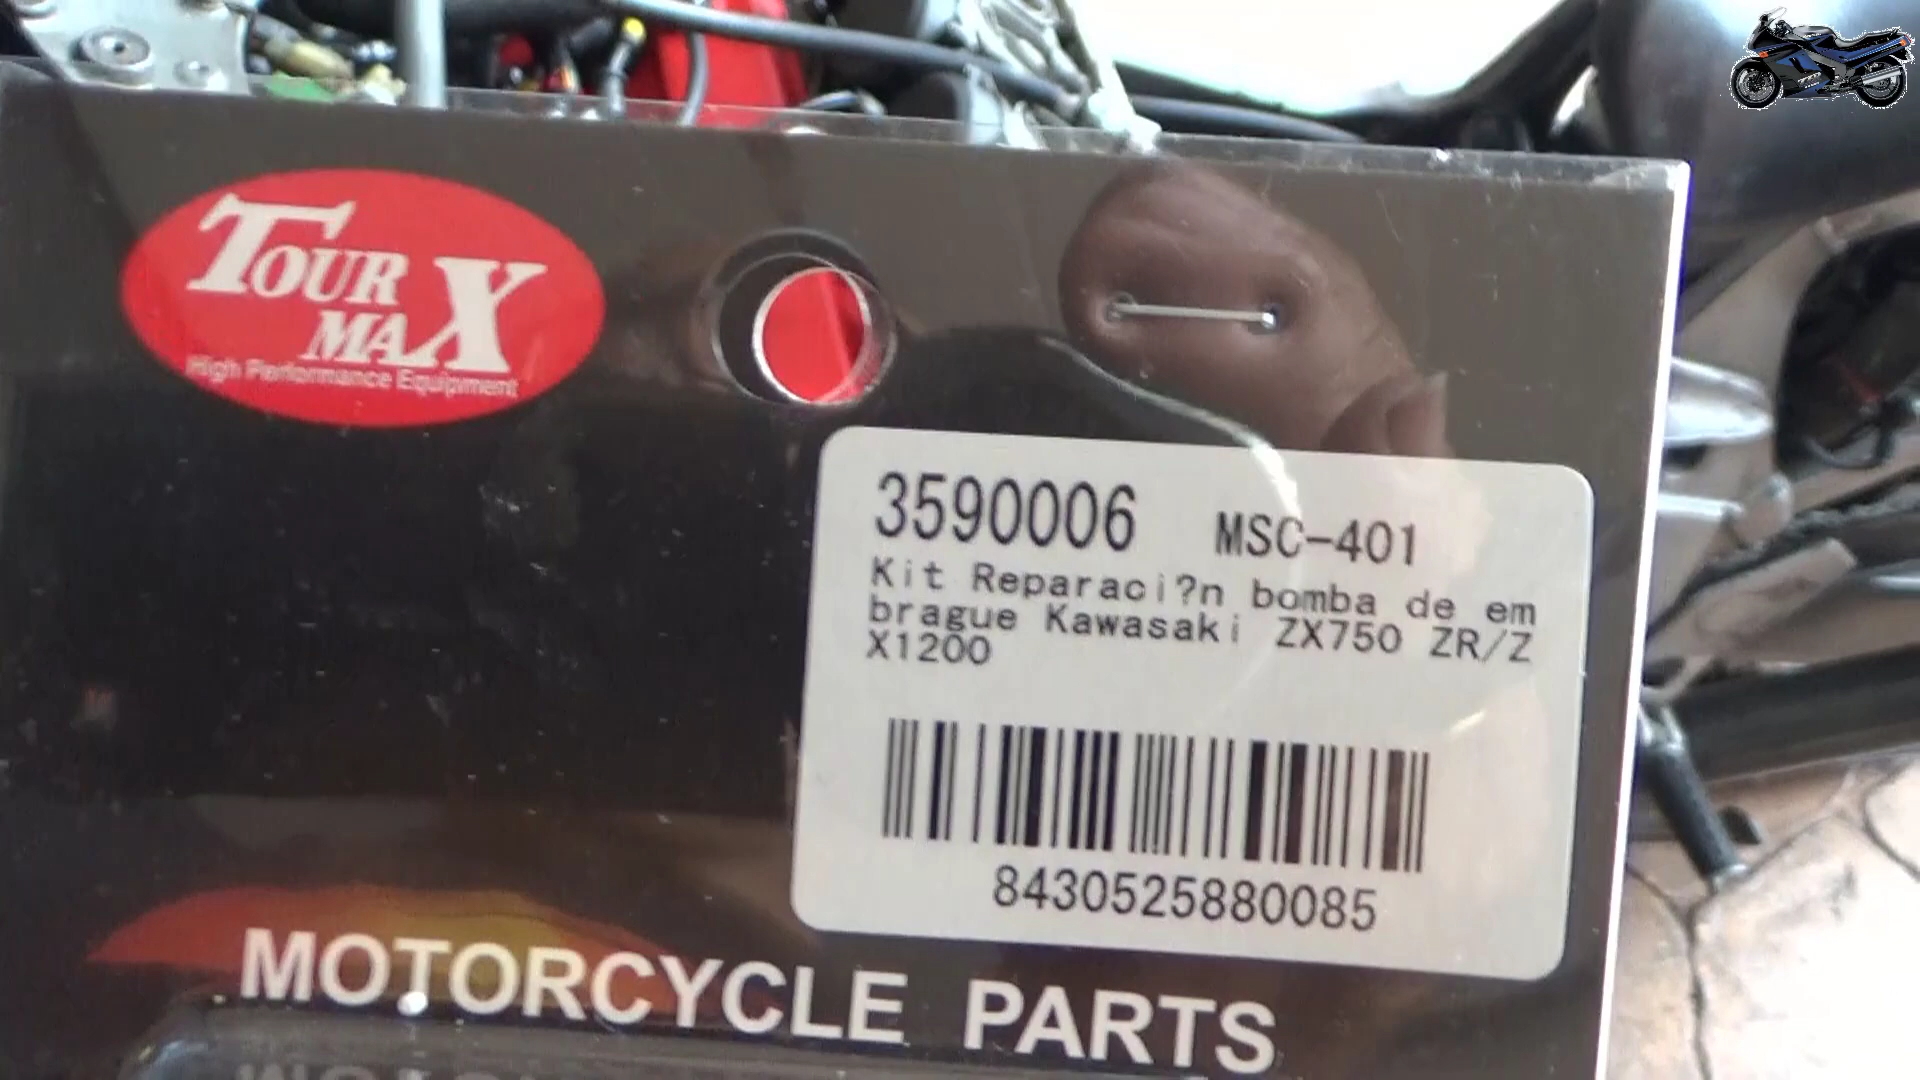 TOUR
MAX
High Performance Equipment
3590006 MSC-401
Kit Reparaci?n bomba de em
brague Kawasaki ZX750 ZR/Z
X1200
8430525880085
MOTORCYCLE PARTS